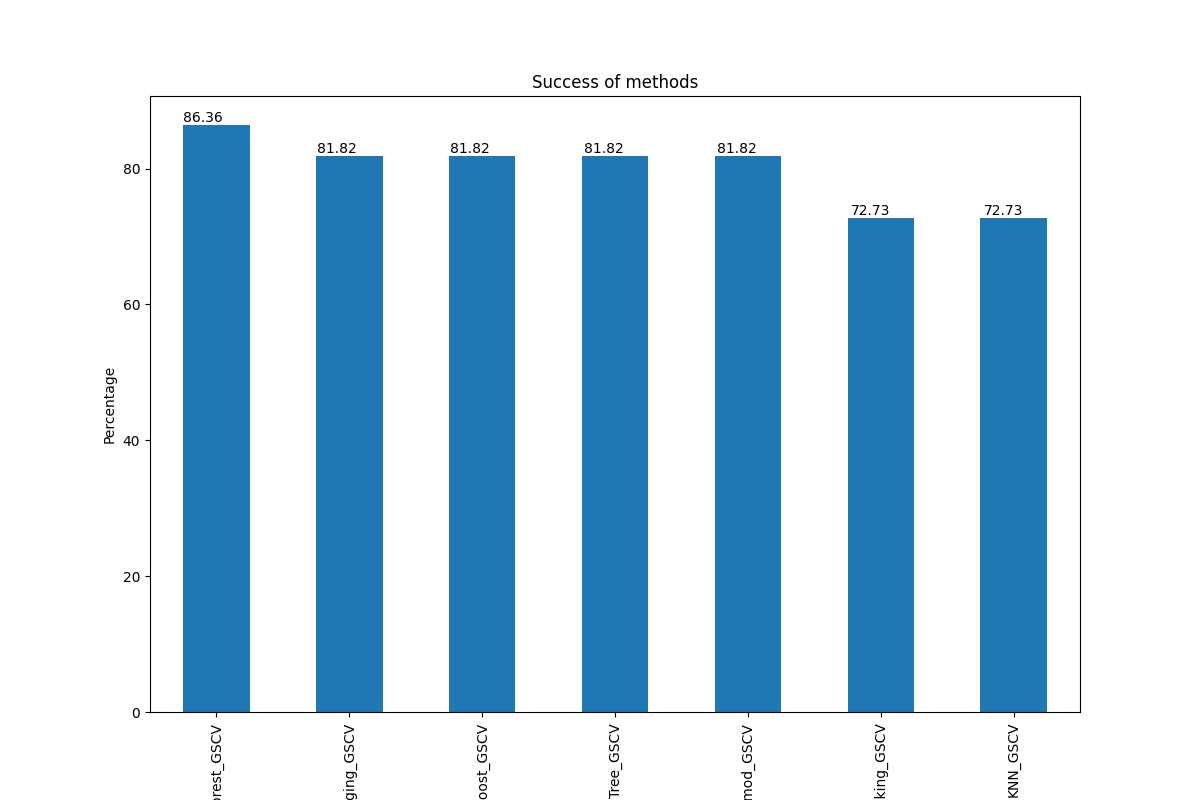 Success of methods
86.36
81.82
81.82
81.82
81.82
72.73
72.73
Percentage
80
60
40
20
0
orest_GSCV
ging_GSCV
oost_GSCV
Tree_GSCV
mod_GSCV
king_GSCV
KNN_GSCV